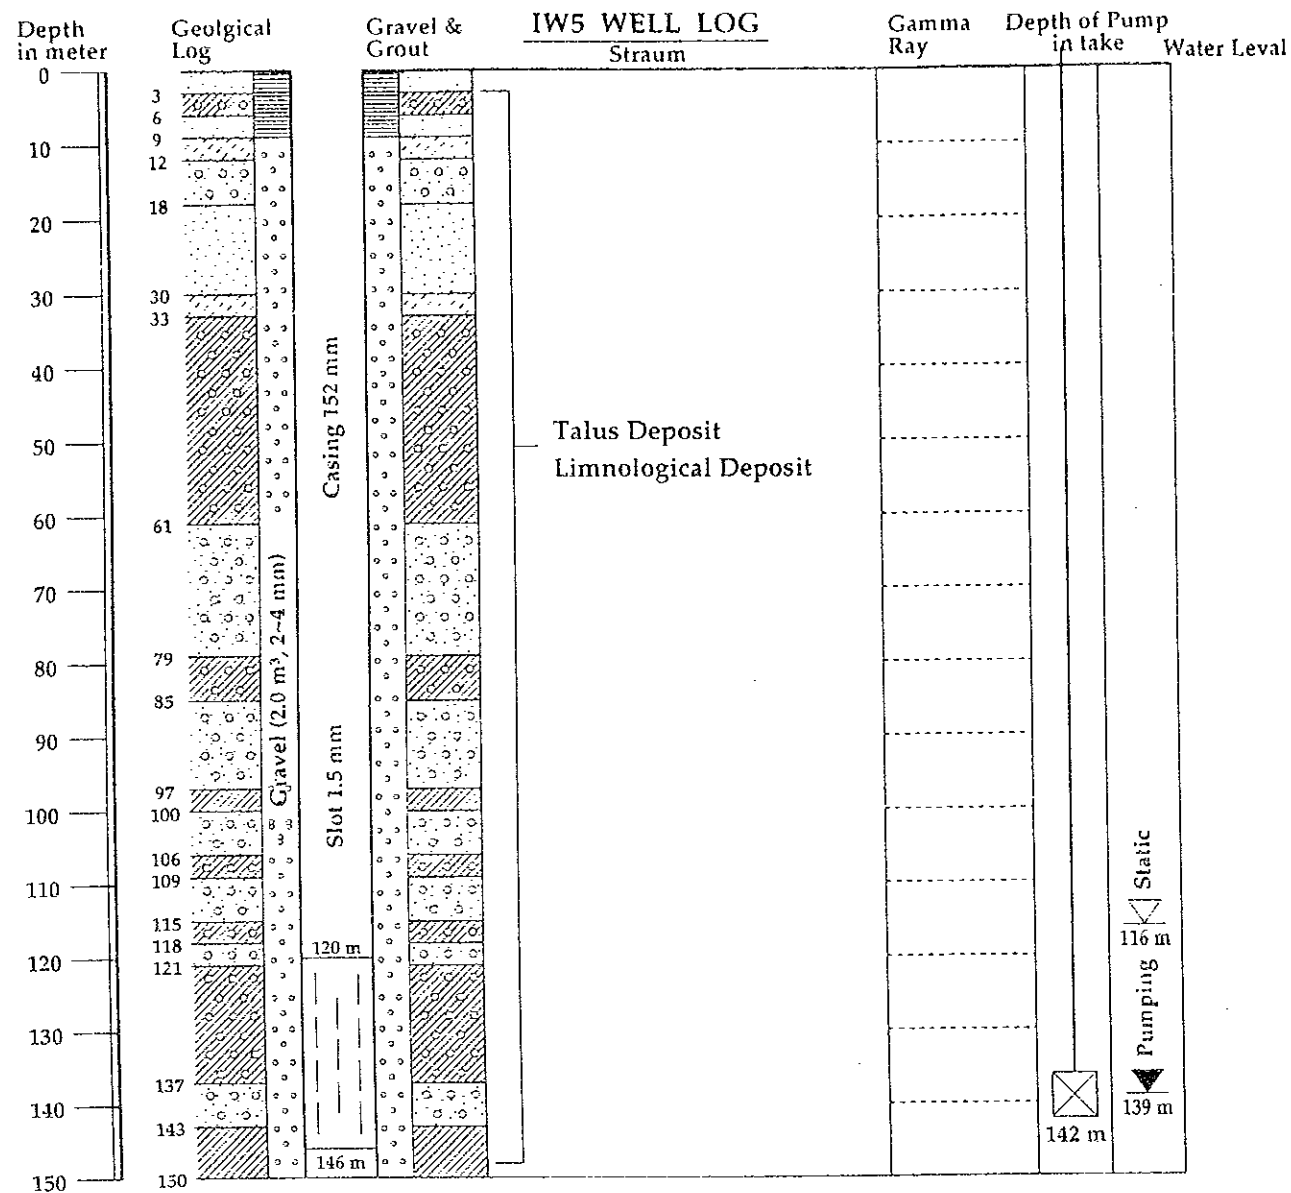 IW5 WELL LOG
Depth
in meter
Geolgical
Log
Gravel &
Grout
Straum
Gamma
Ray
Depth of Pump
in take
Water Leval
0
10
20
30
40
50
60
70
80
90
100
110
120
130
140
150
3
6
9
12
18
30
33
61
79
85
97
100
106
109
115
118
121
137
143
130
Gravel (2.0 m³, 2~4 mm)
Casing 152 mm
Slot 1.5 mm
120 m
146 m
Talus Deposit
Limnological Deposit
Static
116 m
Pumping
139 m
142 m